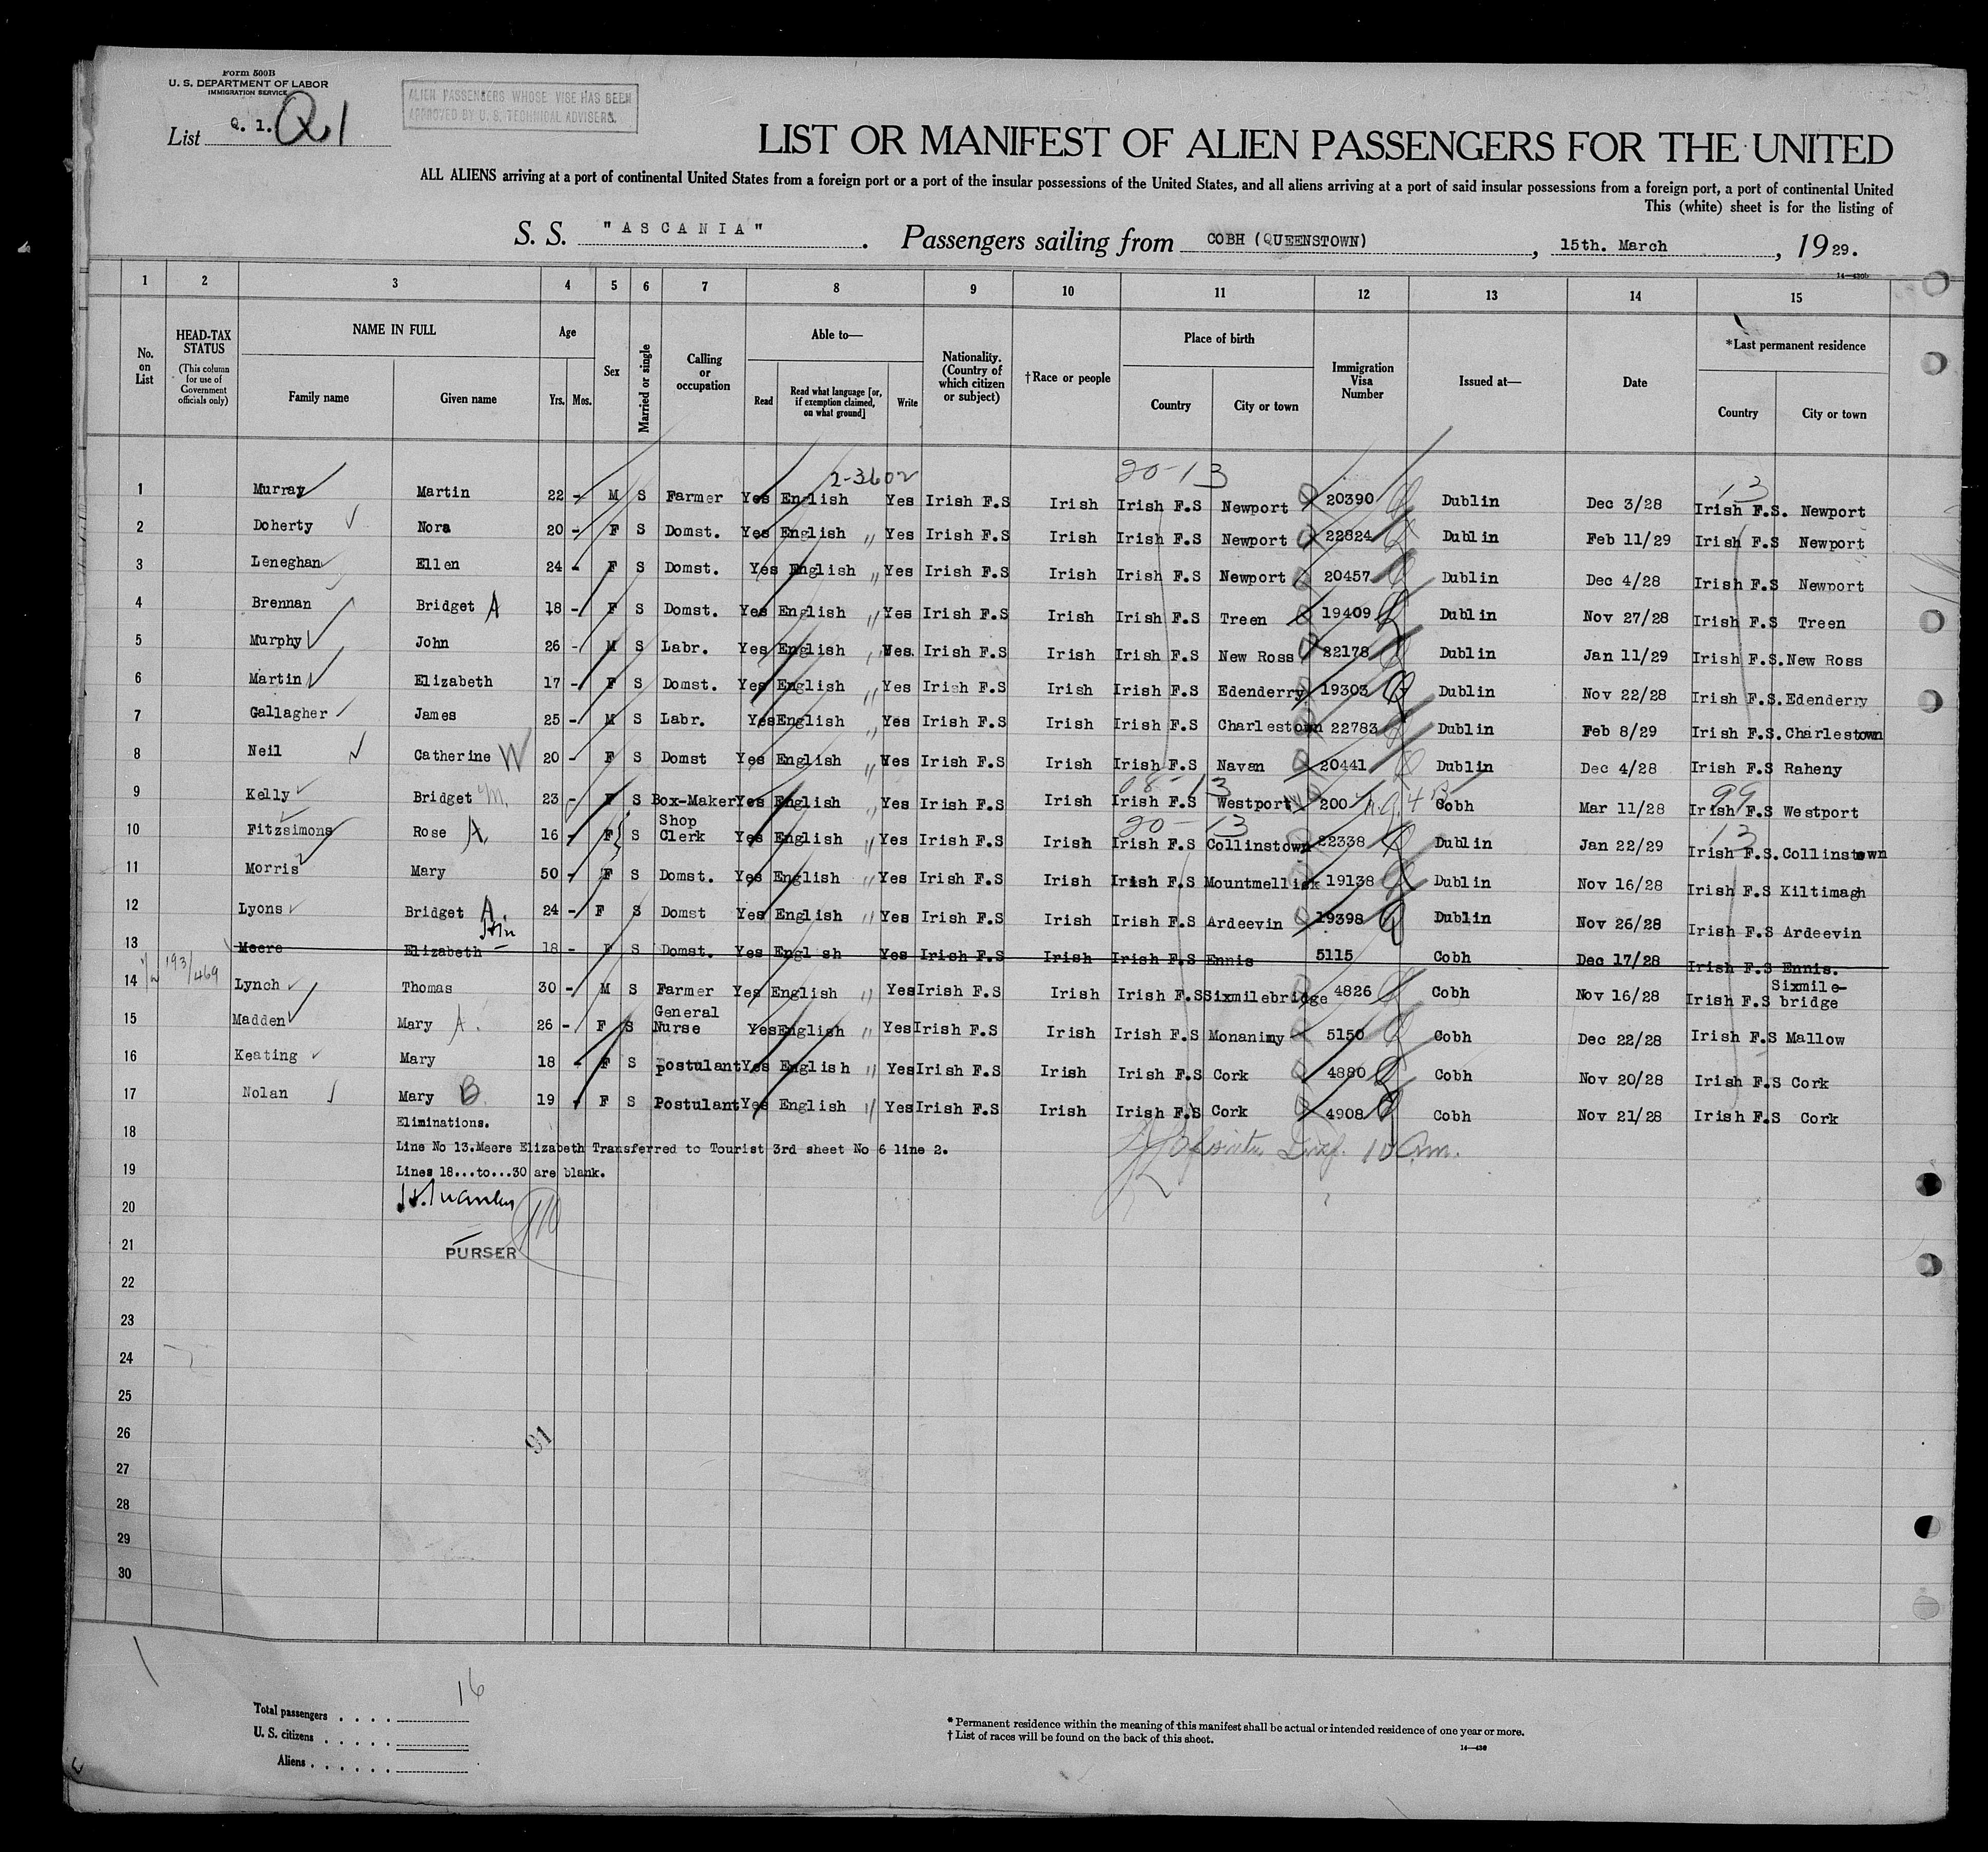 Form 500B
U. S. DEPARTMENT OF LABOR
IMMIGRATION SERVICE
ALIEN PASSENGERS WHOSE VISE HAS BEEN
APPROVED BY U. S. TECHNICAL ADVISERS.
List Q. 1. Q1
LIST OR MANIFEST OF ALIEN PASSENGERS FOR THE UNITED
ALL ALIENS arriving at a port of continental United States from a foreign port or a port of the insular possessions of the United States, and all aliens arriving at a port of said insular possessions from a foreign port, a port of continental United
This (white) sheet is for the listing of
S. S. "ASCANIA". Passengers sailing from COBH (QUEENSTOWN), 15th. March, 1929.
14—430b
1 2 3 4 5 6 7 8 9 10 11 12 13 14 15
No. on List
HEAD-TAX STATUS
(This column for use of Government officials only)
NAME IN FULL
Family name Given name
Age
Yrs. Mos.
Sex
Married or single
Calling or occupation
Able to—
Read Read what language [or, if exemption claimed, on what ground] Write
Nationality. (Country of which citizen or subject)
†Race or people
Place of birth
Country City or town
Immigration Visa Number
Issued at—
Date
*Last permanent residence
Country City or town
2-3602 20-13 13
1 Murray Martin 22 - M S Farmer Yes English Yes Irish F.S Irish Irish F.S Newport 20390 Dublin Dec 3/28 Irish F.S. Newport
2 Doherty Nora 20 - F S Domst. Yes English " Yes Irish F.S Irish Irish F.S Newport 22824 Dublin Feb 11/29 Irish F.S Newport
3 Leneghan Ellen 24 - F S Domst. Yes English " Yes Irish F.S Irish Irish F.S Newport 20457 Dublin Dec 4/28 Irish F.S Newport
4 Brennan Bridget A 18 - F S Domst. Yes English " Yes Irish F.S Irish Irish F.S Treen 19409 Dublin Nov 27/28 Irish F.S Treen
5 Murphy John 26 - M S Labr. Yes English " Yes. Irish F.S Irish Irish F.S New Ross 22178 Dublin Jan 11/29 Irish F.S. New Ross
6 Martin Elizabeth 17 - F S Domst. Yes English " Yes Irish F.S Irish Irish F.S Edenderry 19303 Dublin Nov 22/28 Irish F.S. Edenderry
7 Gallagher James 25 - M S Labr. Yes English " Yes Irish F.S Irish Irish F.S Charlestown 22783 Dublin Feb 8/29 Irish F.S. Charlestown
8 Neil Catherine W 20 - F S Domst Yes English " Yes Irish F.S Irish Irish F.S Navan 20441 Dublin Dec 4/28 Irish F.S Raheny
08-13 99
9 Kelly Bridget M. 23 - F S Box-Maker Yes English " Yes Irish F.S Irish Irish F.S Westport 200 Cobh Mar 11/28 Irish F.S Westport
20-13 13
10 Fitzsimons Rose A. 16 - F S Shop Clerk Yes English " Yes Irish F.S Irish Irish F.S Collinstown 22338 Dublin Jan 22/29 Irish F.S. Collinstown
11 Morris Mary 50 - F S Domst. Yes English " Yes Irish F.S Irish Irish F.S Mountmellick 19138 Dublin Nov 16/28 Irish F.S Kiltimagh
12 Lyons Bridget A. 24 - F S Domst Yes English " Yes Irish F.S Irish Irish F.S Ardeevin 19398 Dublin Nov 26/28 Irish F.S Ardeevin
13 Meere Elizabeth 18 - F S Domst. Yes English Yes Irish F.S Irish Irish F.S Ennis 5115 Cobh Dec 17/28 Irish F.S Ennis.
193/469
14 Lynch Thomas 30 - M S Farmer Yes English " Yes Irish F.S Irish Irish F.S Sixmilebridge 4826 Cobh Nov 16/28 Irish F.S Sixmile-bridge
15 Madden Mary A. 26 - F S General Nurse Yes English " Yes Irish F.S Irish Irish F.S Monanimy 5150 Cobh Dec 22/28 Irish F.S Mallow
16 Keating Mary 18 - F S Postulant Yes English " Yes Irish F.S Irish Irish F.S Cork 4880 Cobh Nov 20/28 Irish F.S Cork
17 Nolan Mary B 19 - F S Postulant Yes English " Yes Irish F.S Irish Irish F.S Cork 4908 Cobh Nov 21/28 Irish F.S Cork
Eliminations.
18 Line No 13.Meere Elizabeth Transferred to Tourist 3rd sheet No 6 line 2.
19 Lines 18...to...30 are blank.
20
21 PURSER
22
23
24
25
26
91
27
28
29
30
16
Total passengers
U. S. citizens
Aliens
* Permanent residence within the meaning of this manifest shall be actual or intended residence of one year or more.
† List of races will be found on the back of this sheet.
14—430